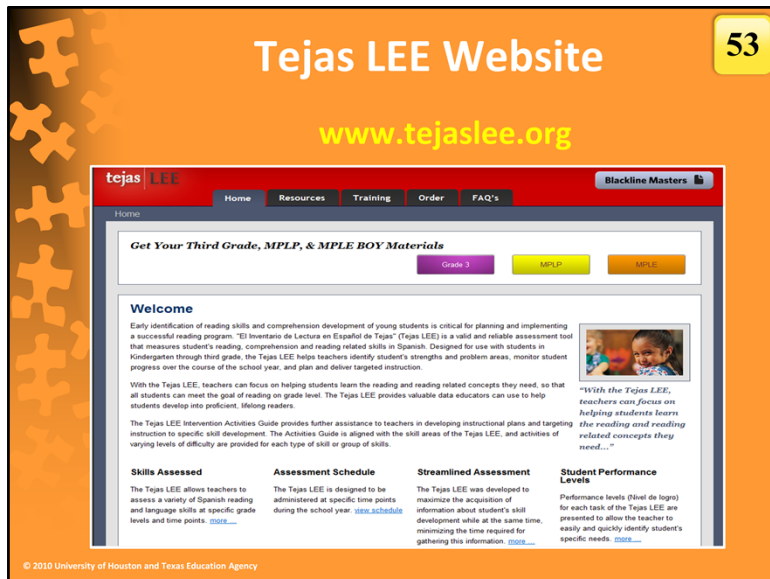 Tejas LEE Website
53
www.tejaslee.org
tejas LEE
Blackline Masters
Home Resources Training Order FAQ's
Home
Get Your Third Grade, MPLP, & MPLE BOY Materials
Grade 3 MPLP MPLE
Welcome
Early identification of reading skills and comprehension development of young students is critical for planning and implementing
a successful reading program. "El Inventario de Lectura en Español de Tejas" (Tejas LEE) is a valid and reliable assessment tool
that measures student's reading, comprehension and reading related skills in Spanish. Designed for use with students in
Kindergarten through third grade, the Tejas LEE helps teachers identify student's strengths and problem areas, monitor student
progress over the course of the school year, and plan and deliver targeted instruction.
With the Tejas LEE, teachers can focus on helping students learn the reading and reading related concepts they need, so that
all students can meet the goal of reading on grade level. The Tejas LEE provides valuable data educators can use to help
students develop into proficient, lifelong readers.
The Tejas LEE Intervention Activities Guide provides further assistance to teachers in developing instructional plans and targeting
instruction to specific skill development. The Activities Guide is aligned with the skill areas of the Tejas LEE, and activities of
varying levels of difficulty are provided for each type of skill or group of skills.
"With the Tejas LEE,
teachers can focus on
helping students learn
the reading and reading
related concepts they
need..."
Skills Assessed
The Tejas LEE allows teachers to
assess a variety of Spanish reading
and language skills at specific grade
levels and time points. more ...
Assessment Schedule
The Tejas LEE is designed to be
administered at specific time points
during the school year. view schedule
Streamlined Assessment
The Tejas LEE was developed to
maximize the acquisition of
information about student's skill
development while at the same time,
minimizing the time required for
gathering this information. more ...
Student Performance
Levels
Performance levels (Nivel de logro)
for each task of the Tejas LEE are
presented to allow the teacher to
easily and quickly identify student's
specific needs. more ...
© 2010 University of Houston and Texas Education Agency